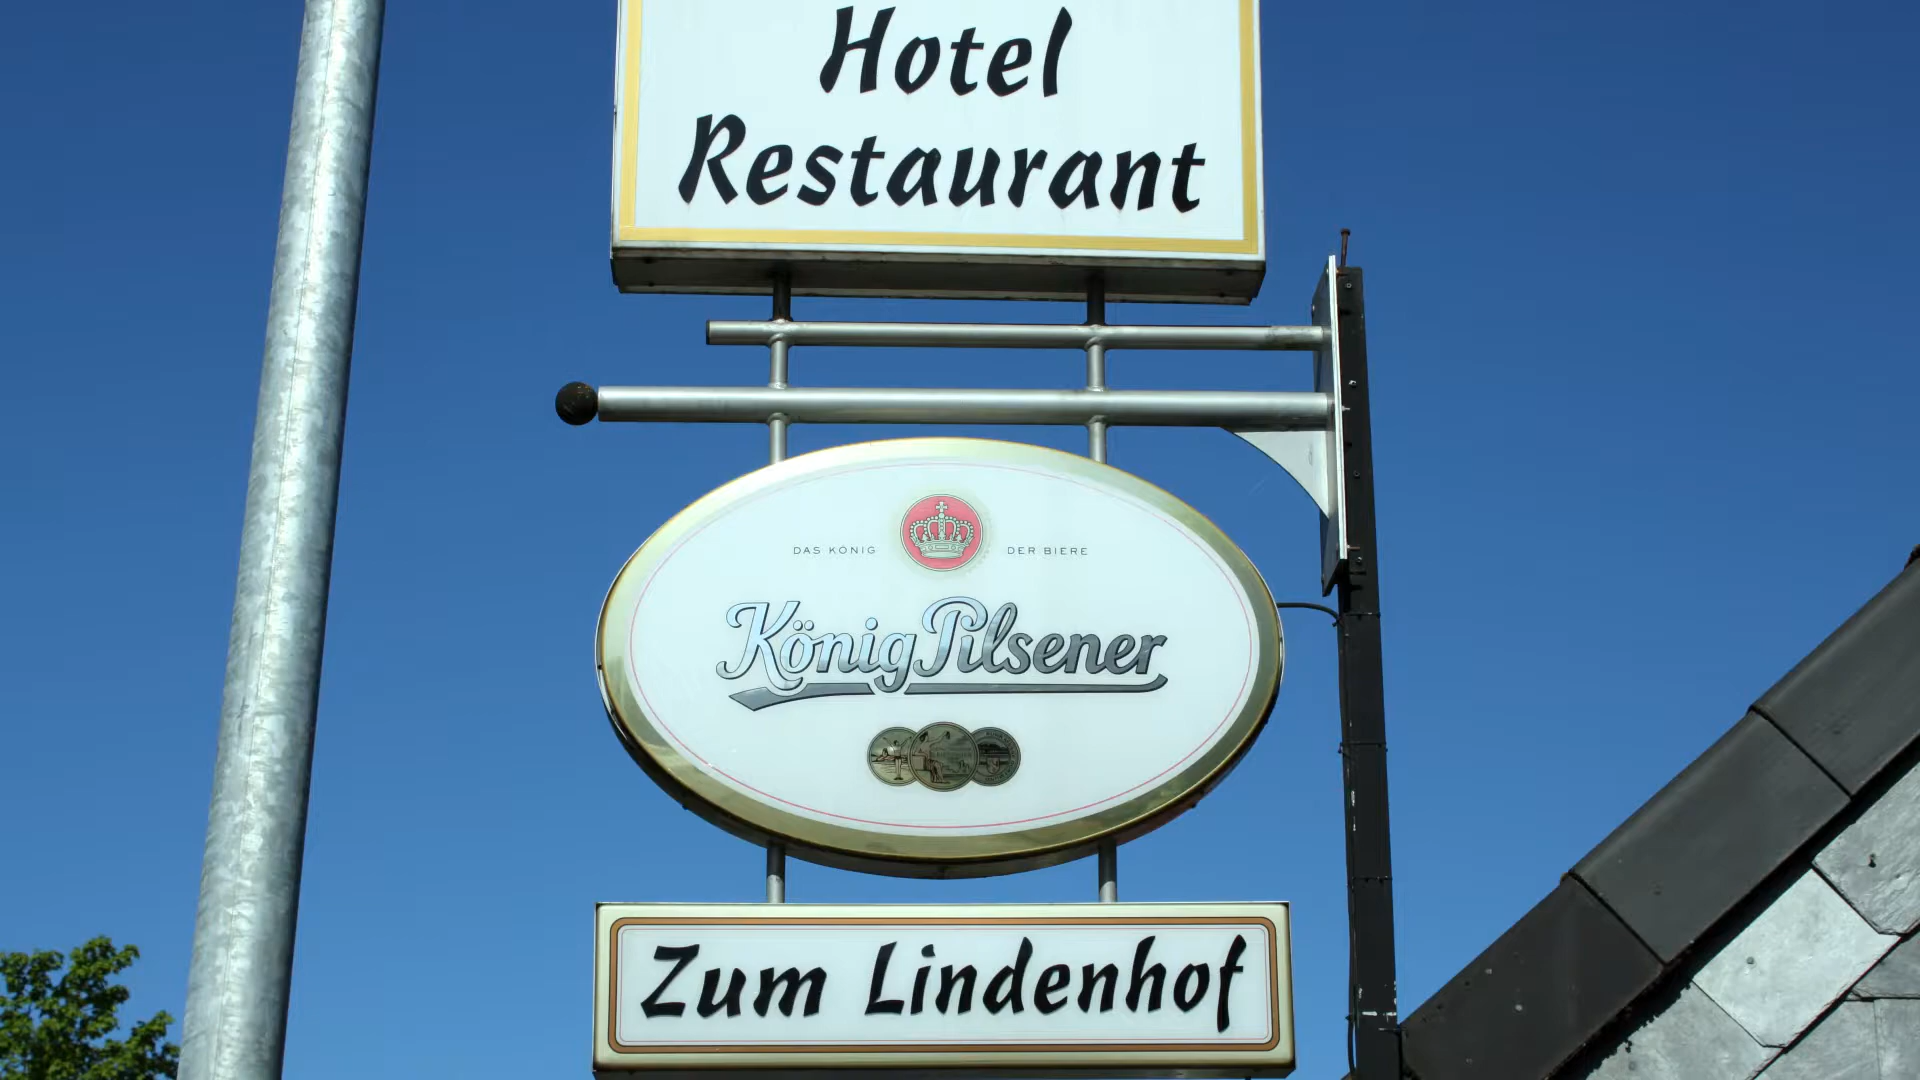 Hotel
Restaurant
DAS KÖNIG DER BIERE
König Pilsener
Zum Lindenhof